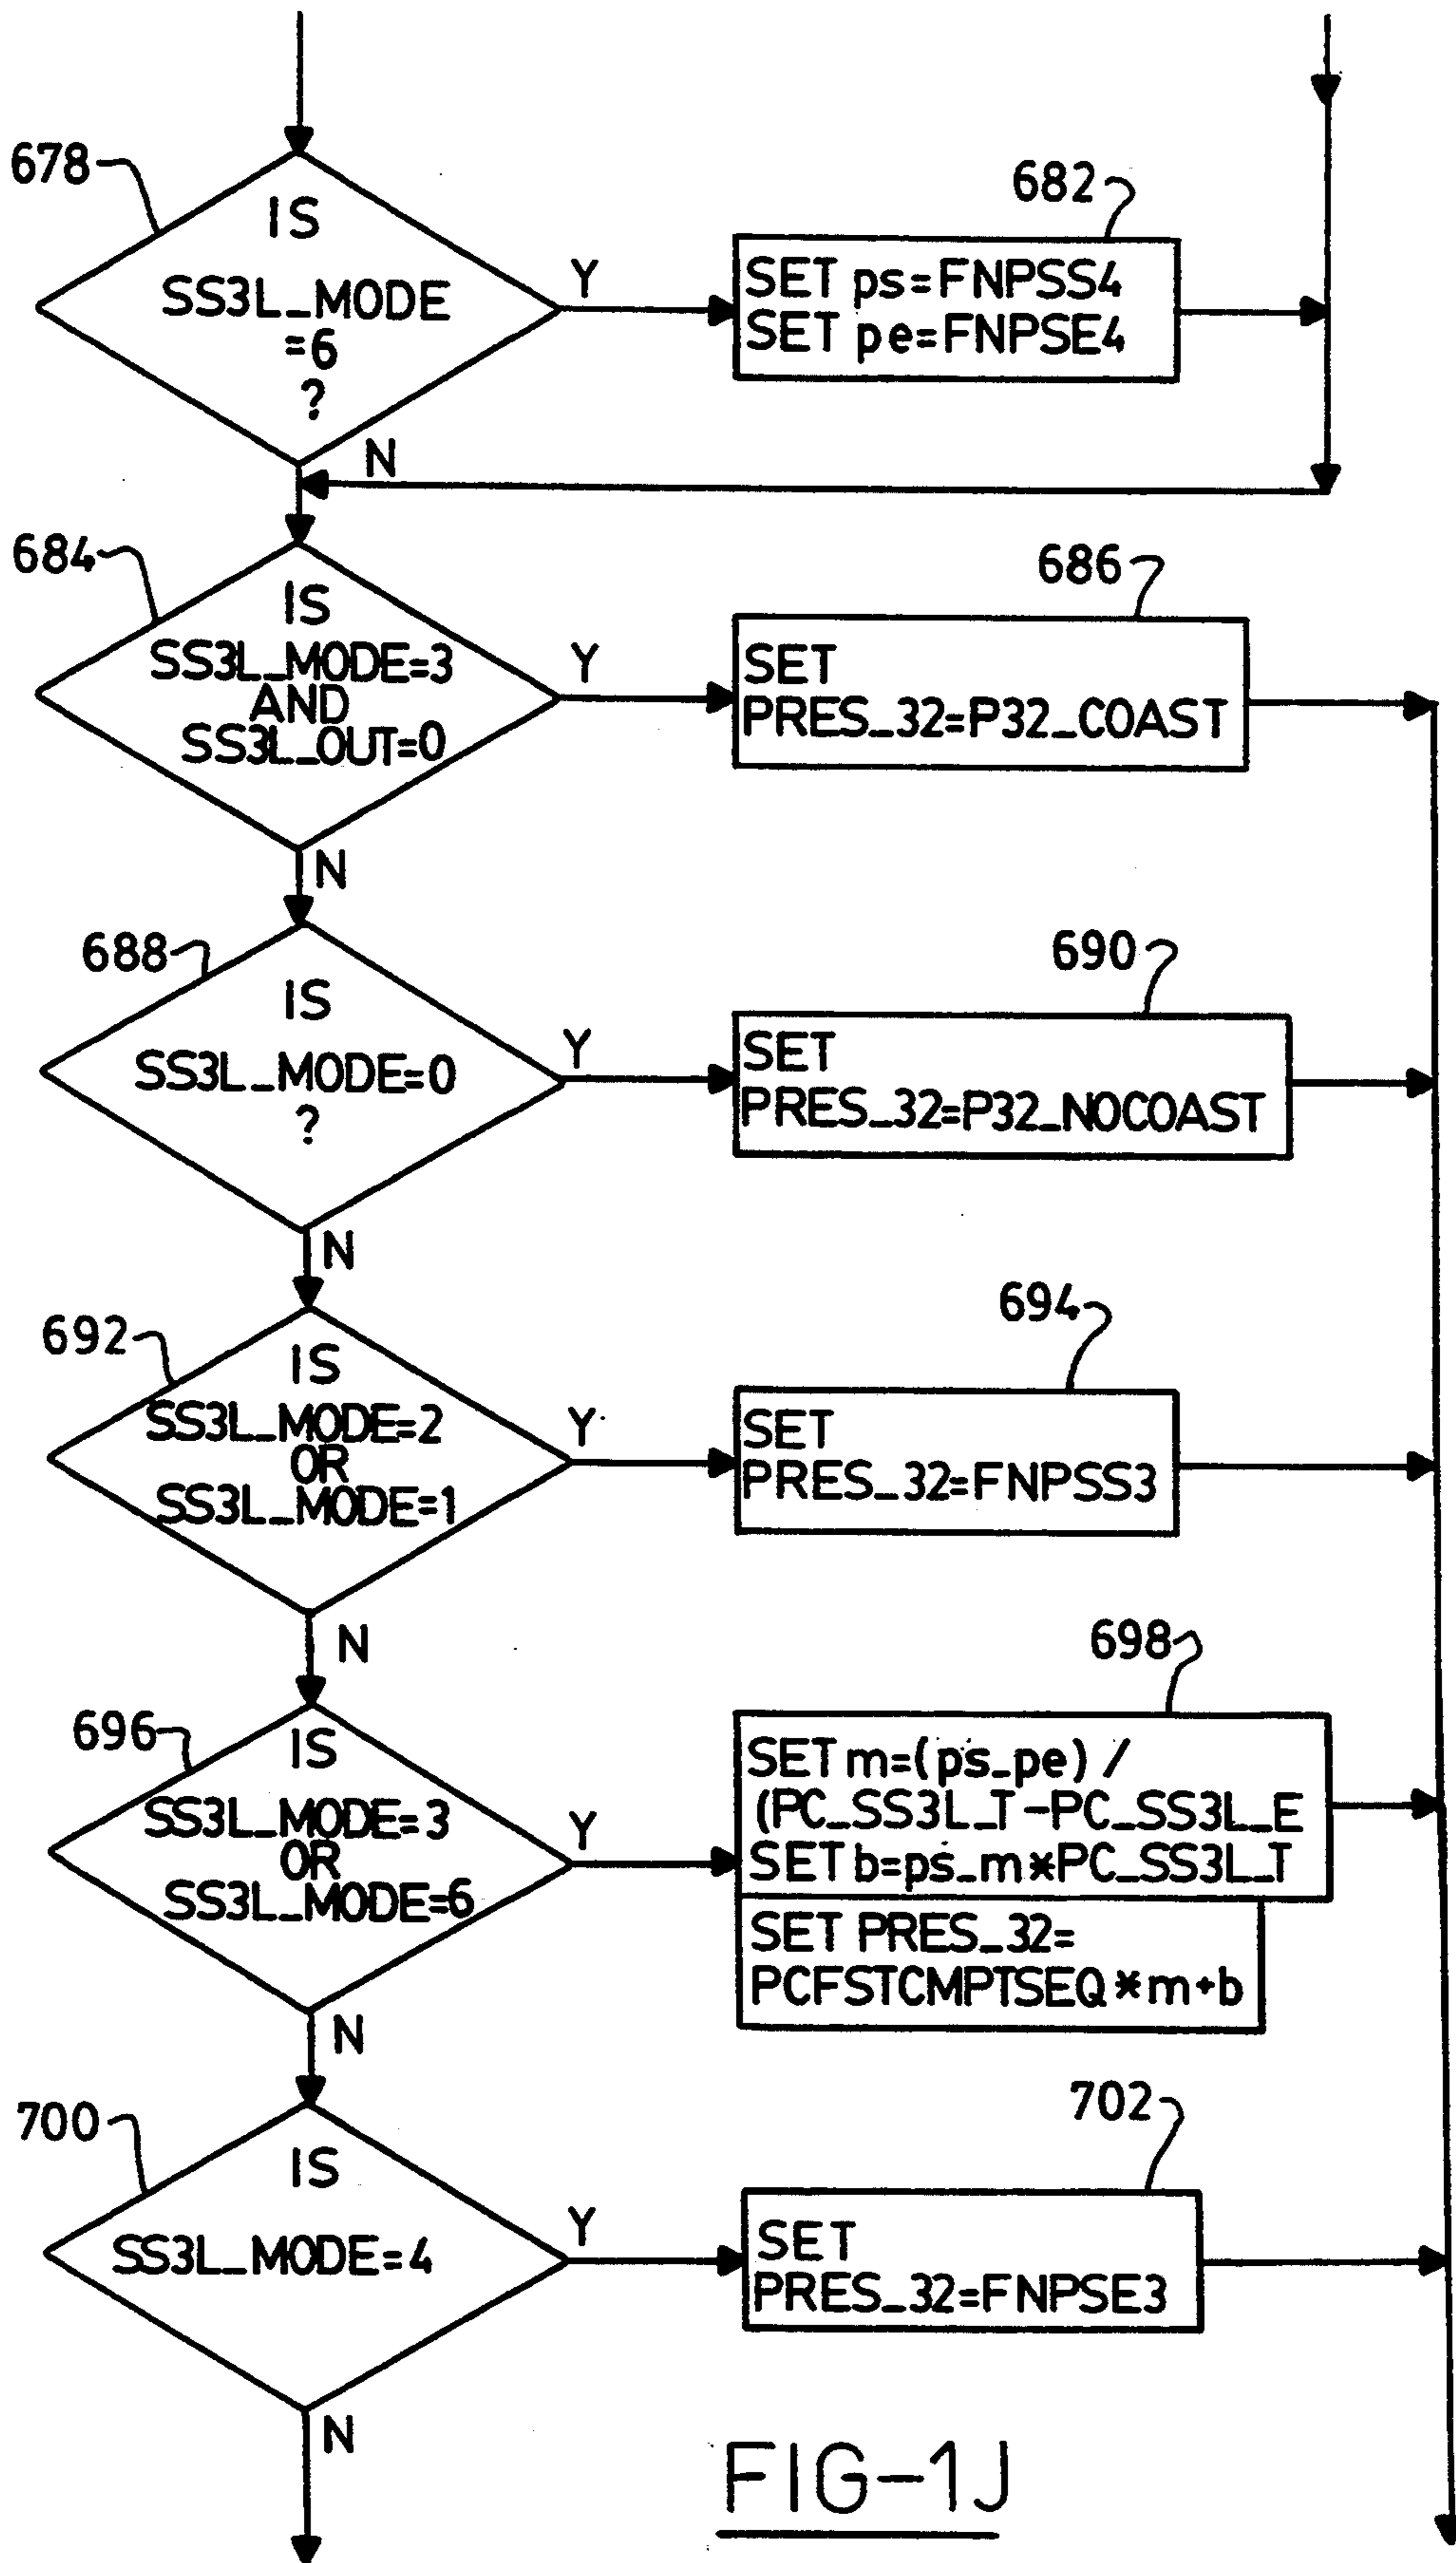 678
IS
SS3L_MODE
=6
?
Y
N
682
SET ps=FNPSS4
SET pe=FNPSE4
684
IS
SS3L_MODE=3
AND
SS3L_OUT=0
Y
N
686
SET
PRES_32=P32_COAST
688
IS
SS3L_MODE=0
?
Y
N
690
SET
PRES_32=P32_NOCOAST
692
IS
SS3L_MODE=2
OR
SS3L_MODE=1
Y
N
694
SET
PRES_32=FNPSS3
696
IS
SS3L_MODE=3
OR
SS3L_MODE=6
Y
N
698
SET m=(ps_pe) /
(PC_SS3L_T-PC_SS3L_E
SET b=ps_m*PC_SS3L_T
SET PRES_32=
PCFSTCMPTSEQ*m+b
700
IS
SS3L_MODE=4
Y
N
702
SET
PRES_32=FNPSE3
FIG-1J